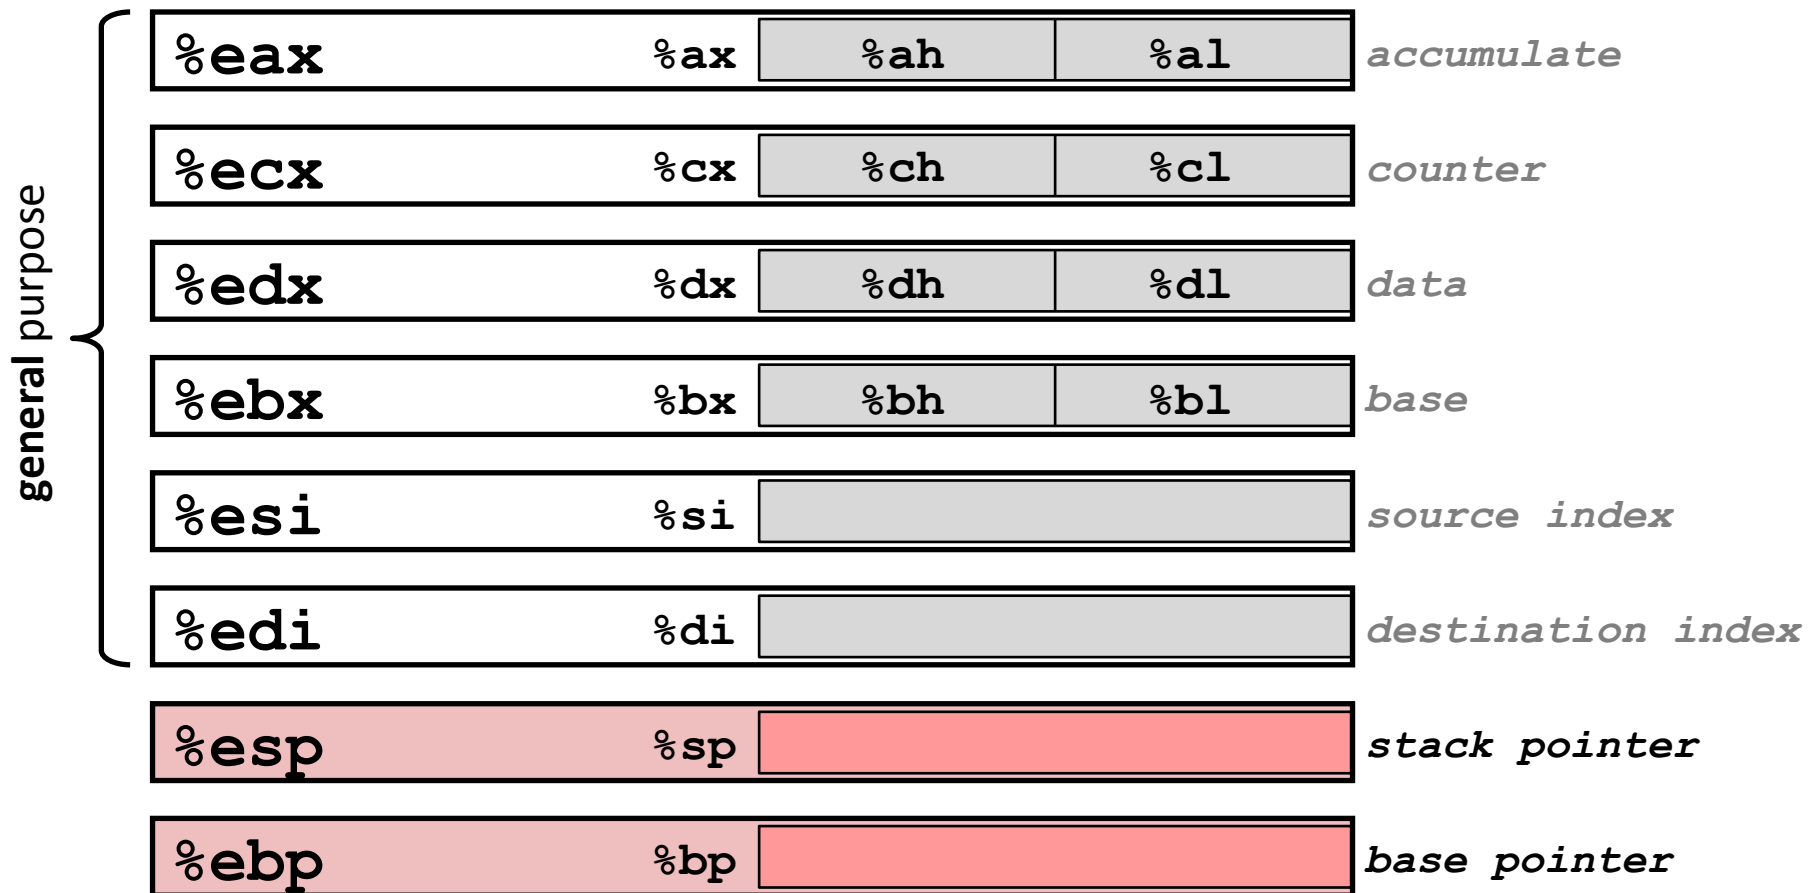 general purpose
%eax %ax %ah %al accumulate
%ecx %cx %ch %cl counter
%edx %dx %dh %dl data
%ebx %bx %bh %bl base
%esi %si source index
%edi %di destination index
%esp %sp stack pointer
%ebp %bp base pointer